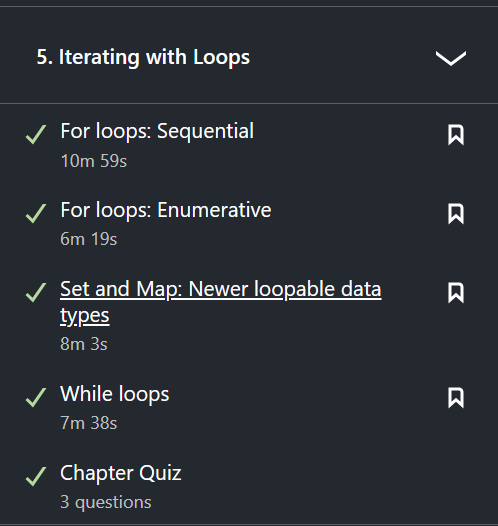 5. Iterating with Loops
For loops: Sequential
10m 59s
For loops: Enumerative
6m 19s
Set and Map: Newer loopable data
types
8m 3s
While loops
7m 38s
Chapter Quiz
3 questions